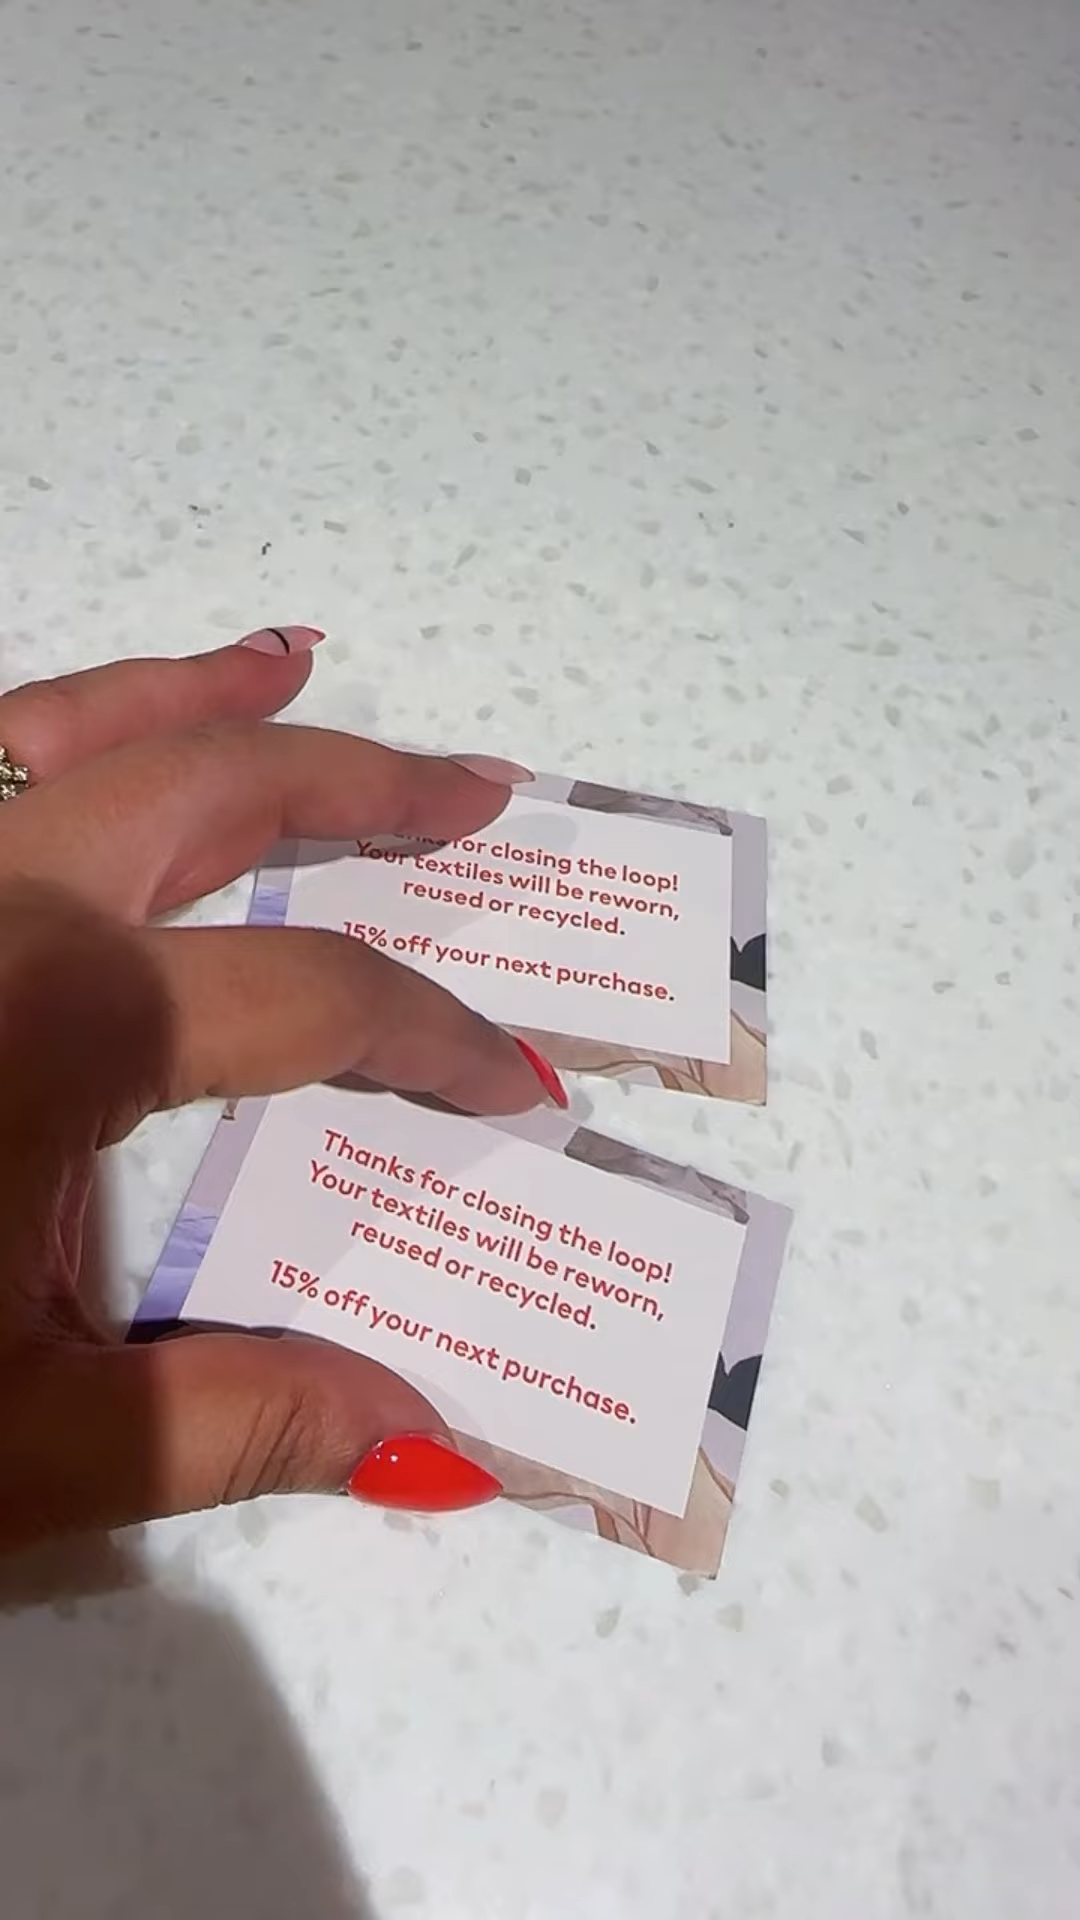 for closing the loop!
Your textiles will be reworn,
reused or recycled.
15% off your next purchase.
Thanks for closing the loop!
Your textiles will be reworn,
reused or recycled.
15% off your next purchase.